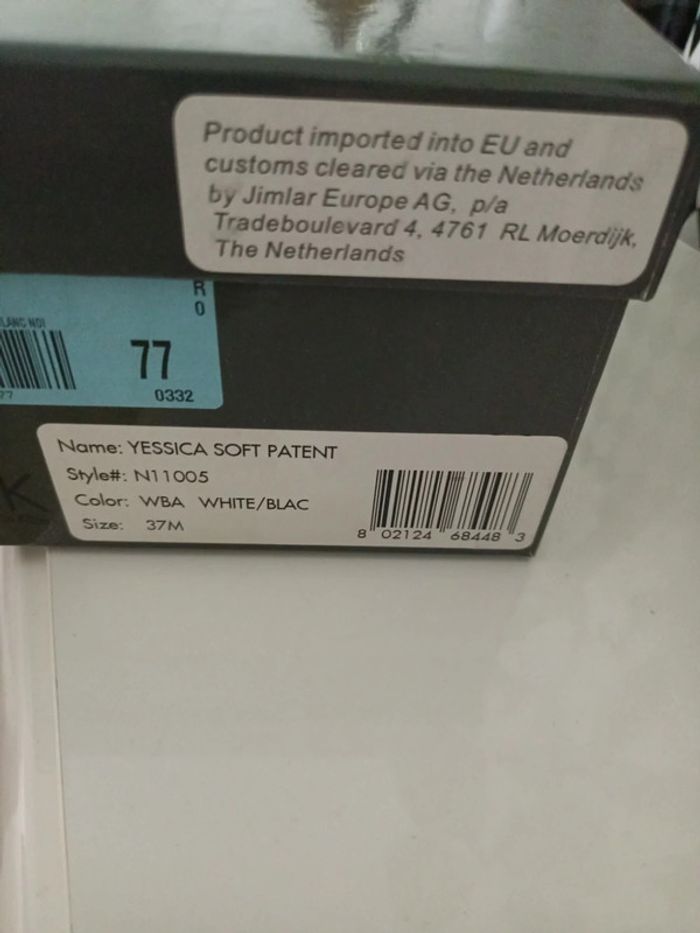 Product imported into EU and
customs cleared via the Netherlands
by Jimlar Europe AG, p/a
Tradeboulevard 4, 4761 RL Moerdijk,
The Netherlands
R
0
77
0332
77
Name: YESSICA SOFT PATENT
Style#: N11005
Color: WBA WHITE/BLAC
Size: 37M
8 02124 68448 3
K